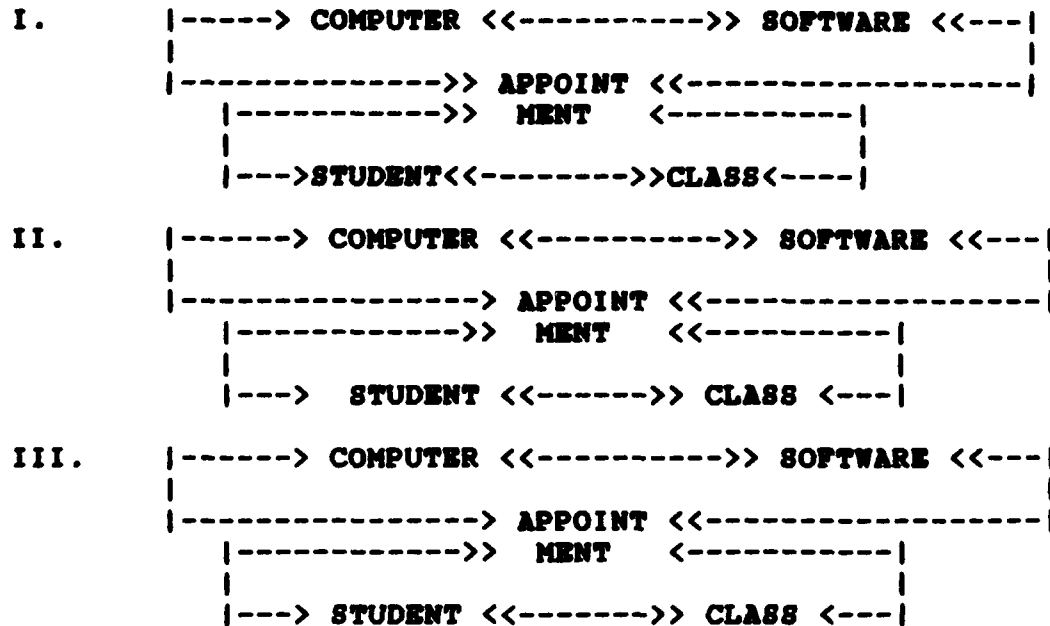 I. |-----> COMPUTER <<--------->> SOFTWARE <<---|
| |
|-------------->> APPOINT <<------------------|
|----------->> MENT <----------|
| |
|--->STUDENT<<-------->>CLASS<----|
II. |------> COMPUTER <<---------->> SOFTWARE <<---|
| |
|----------------> APPOINT <<------------------|
|------------>> MENT <<-----------|
| |
|---> STUDENT <<------>> CLASS <---|
III. |------> COMPUTER <<---------->> SOFTWARE <<---|
| |
|----------------> APPOINT <<------------------|
|------------>> MENT <-----------|
| |
|---> STUDENT <<------->> CLASS <---|